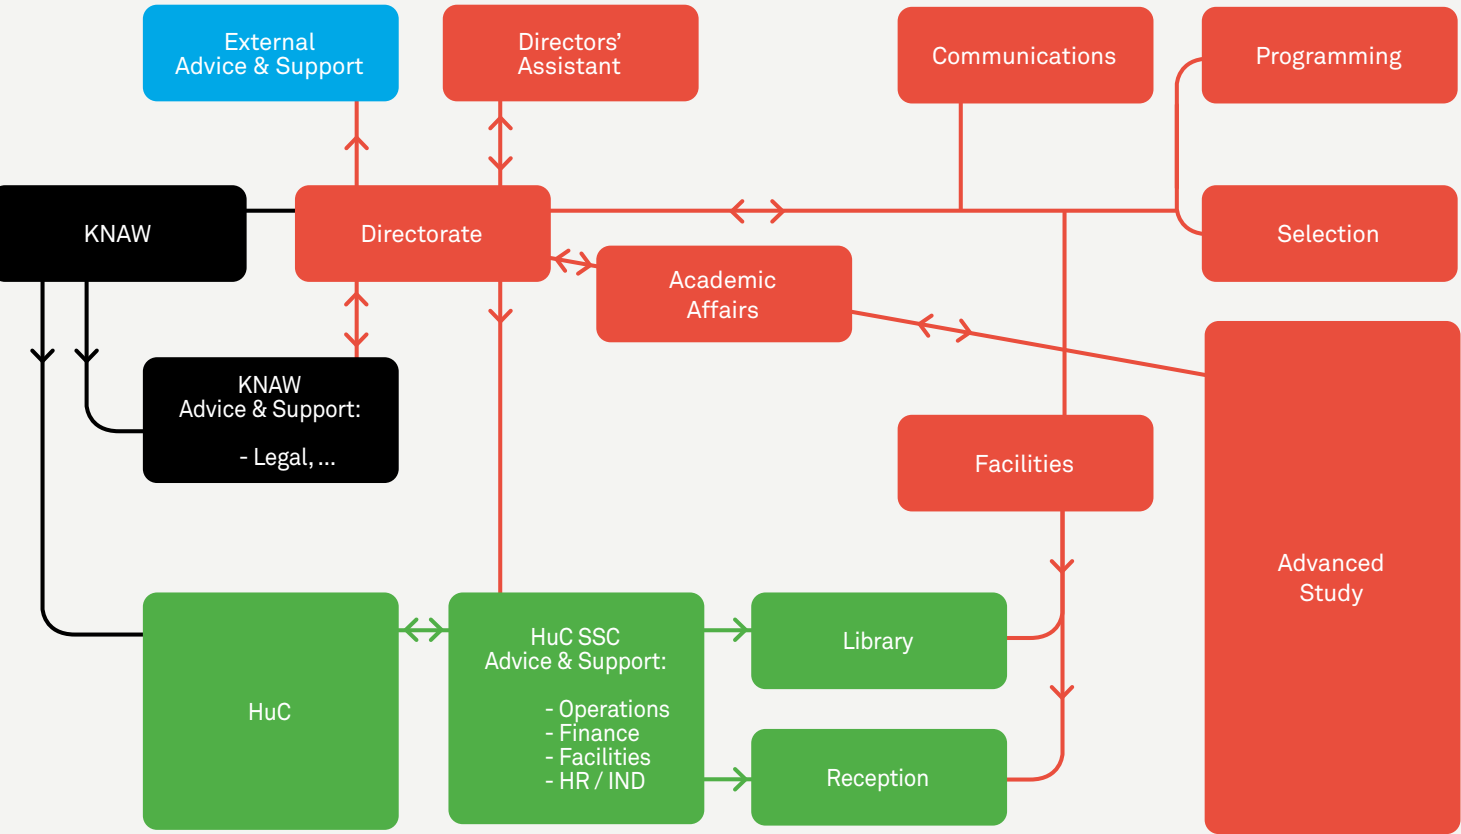 External
Advice & Support
Directors’
Assistant
Communications
Programming
KNAW
Directorate
Selection
Academic
Affairs
KNAW
Advice & Support:
- Legal, ...
Facilities
Advanced
Study
HuC
HuC SSC
Advice & Support:
- Operations
- Finance
- Facilities
- HR / IND
Library
Reception